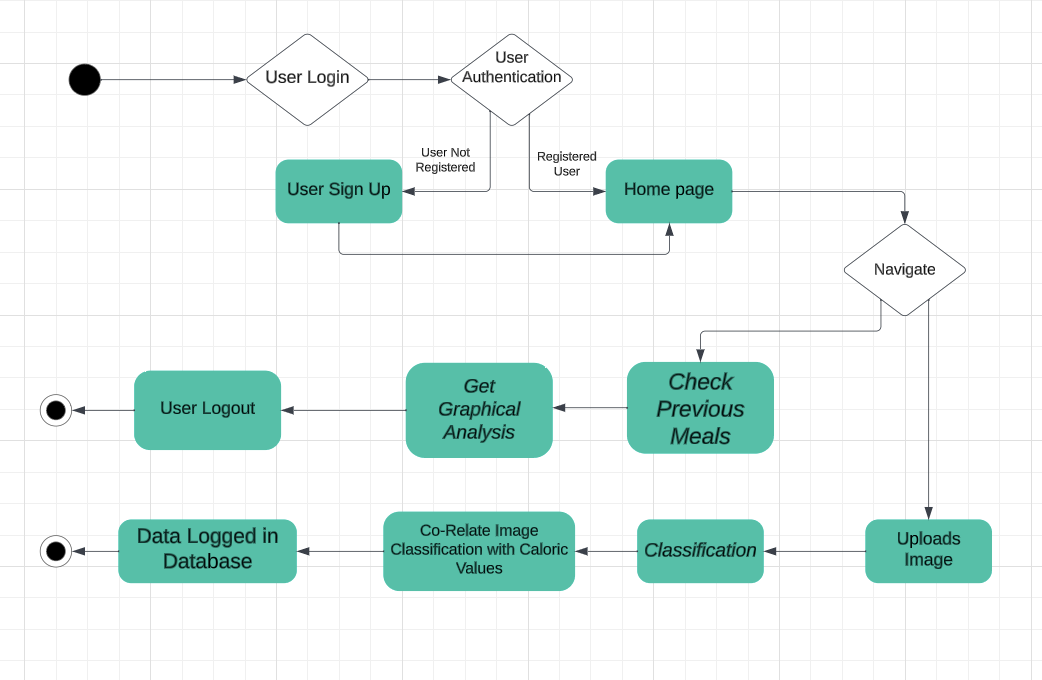 User Login
User
Authentication
User Not
Registered
Registered
User
User Sign Up
Home page
Navigate
Check
Previous
Meals
Get
Graphical
Analysis
User Logout
Uploads
Image
Classification
Co-Relate Image
Classification with Caloric
Values
Data Logged in
Database